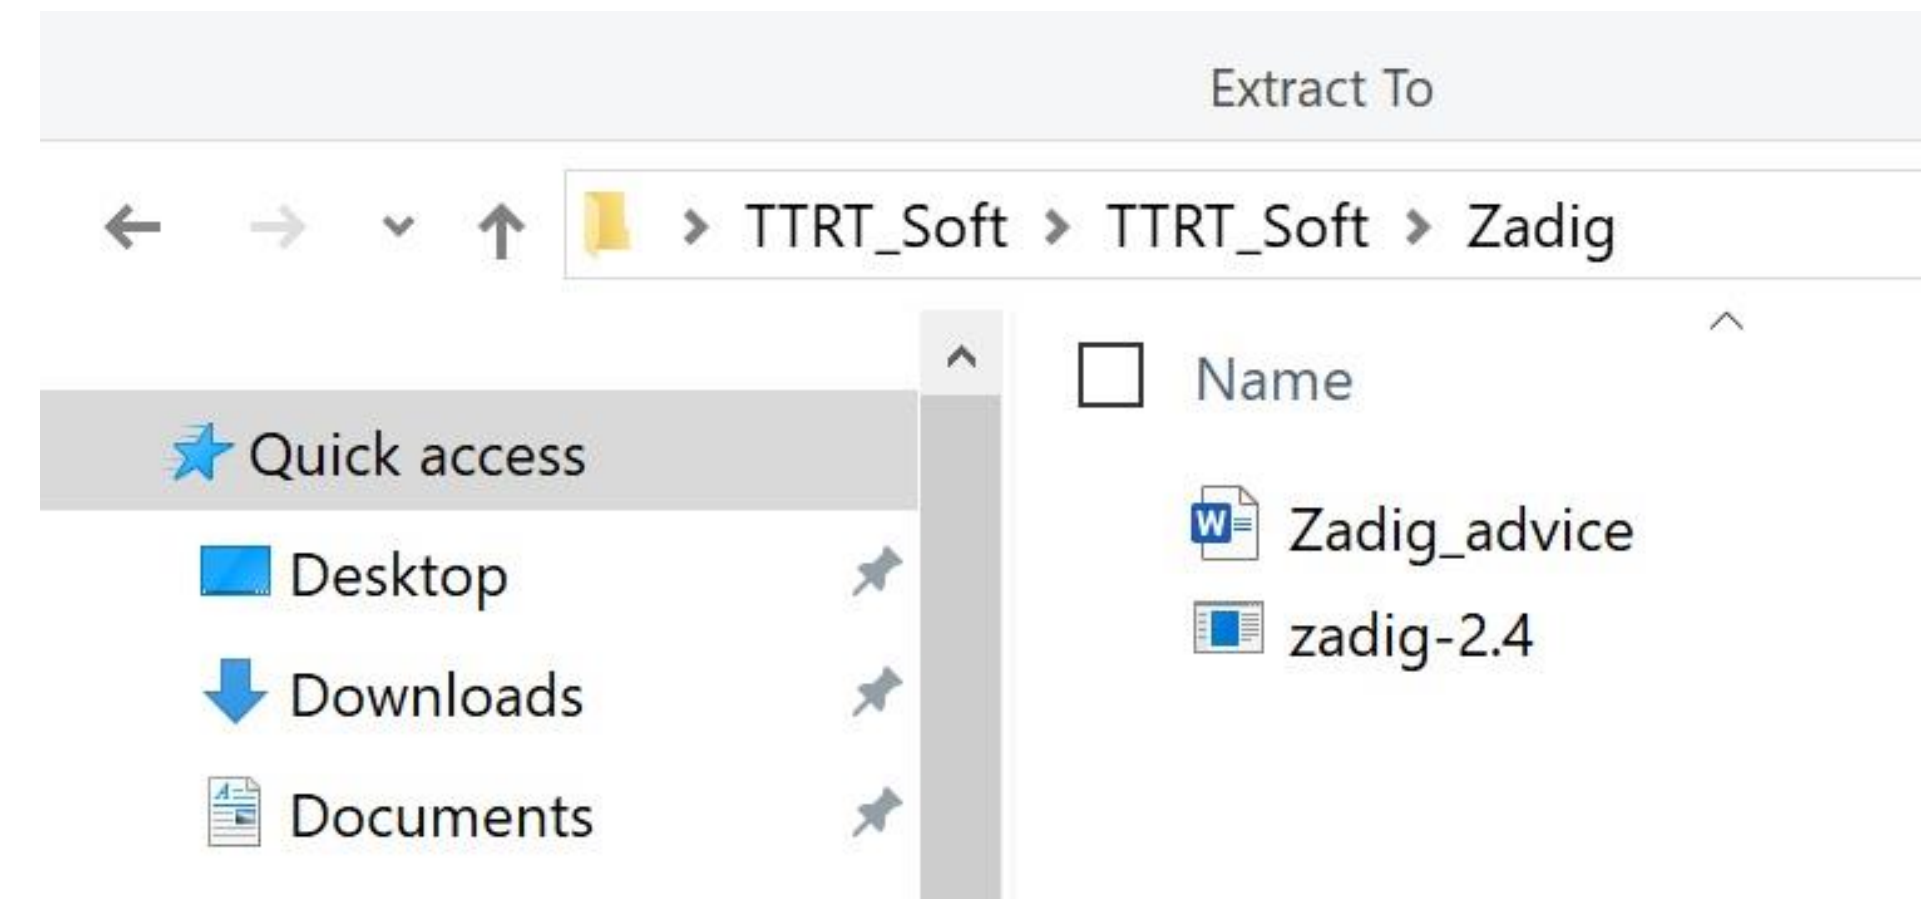 Extract To
TTRT_Soft > TTRT_Soft > Zadig
Name
Quick access
Zadig_advice
Desktop
zadig-2.4
Downloads
Documents